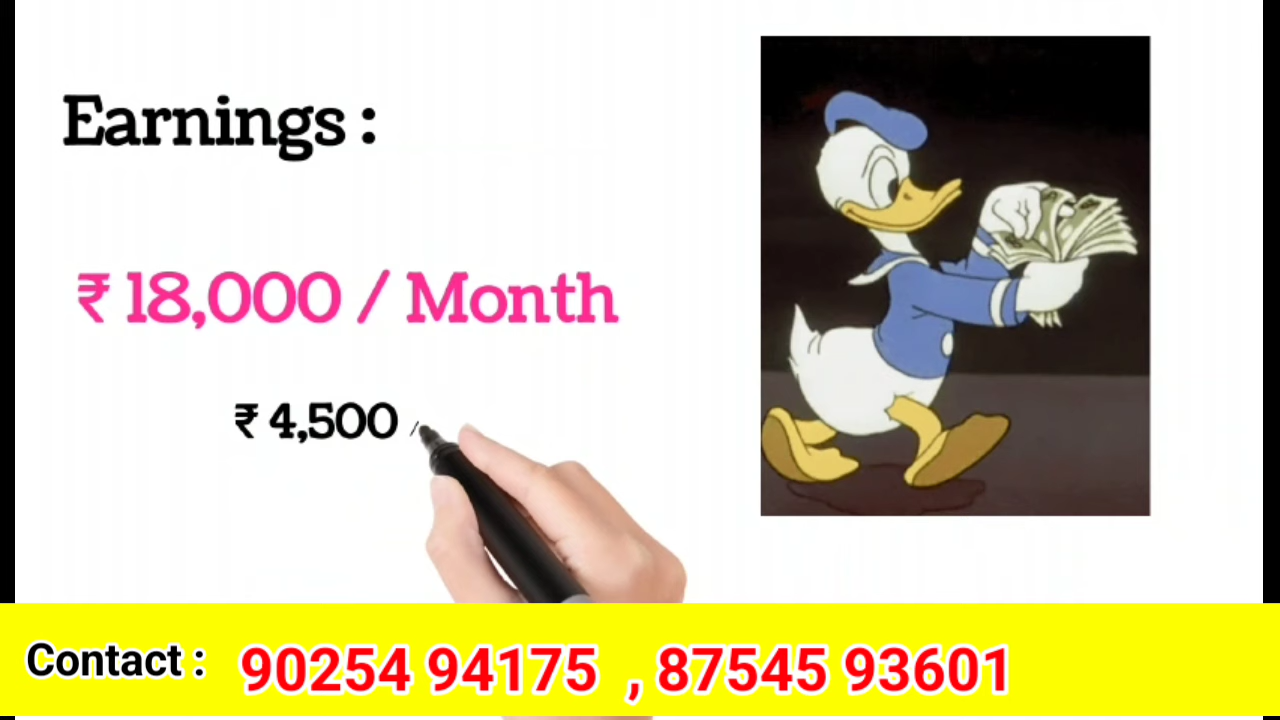 Earnings :
₹ 18,000 / Month
₹ 4,500 /
Contact : 90254 94175 , 87545 93601